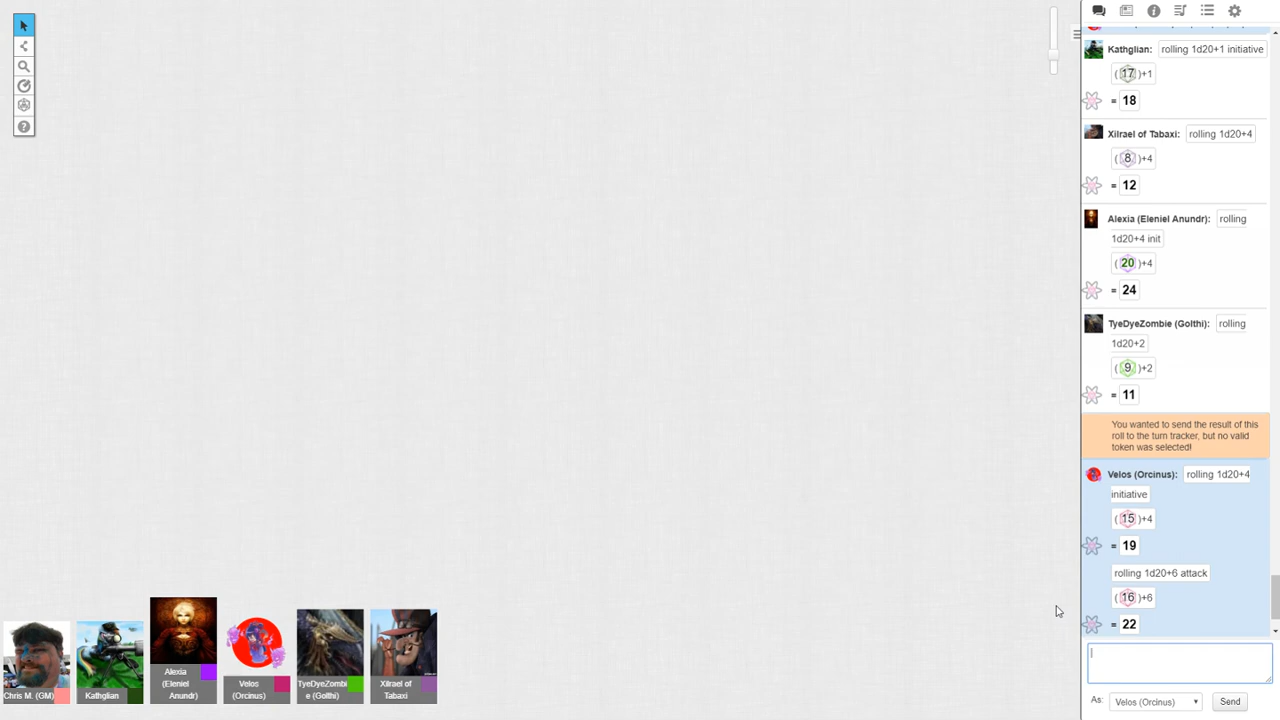 Kathglian: rolling 1d20+1 initiative
(17)+1
= 18
Xilrael of Tabaxi: rolling 1d20+4
(8)+4
= 12
Alexia (Eleniel Anundr): rolling
1d20+4 init
(20)+4
= 24
TyeDyeZombie (Golthi): rolling
1d20+2
(9)+2
= 11
You wanted to send the result of this
roll to the turn tracker, but no valid
token was selected!
Velos (Orcinus): rolling 1d20+4
initiative
(15)+4
= 19
rolling 1d20+6 attack
(16)+6
= 22
As: Velos (Orcinus) Send
Chris M. (GM)
Kathglian
Alexia
(Eleniel
Anundr)
Velos
(Orcinus)
TyeDyeZombi
e (Golthi)
Xilrael of
Tabaxi